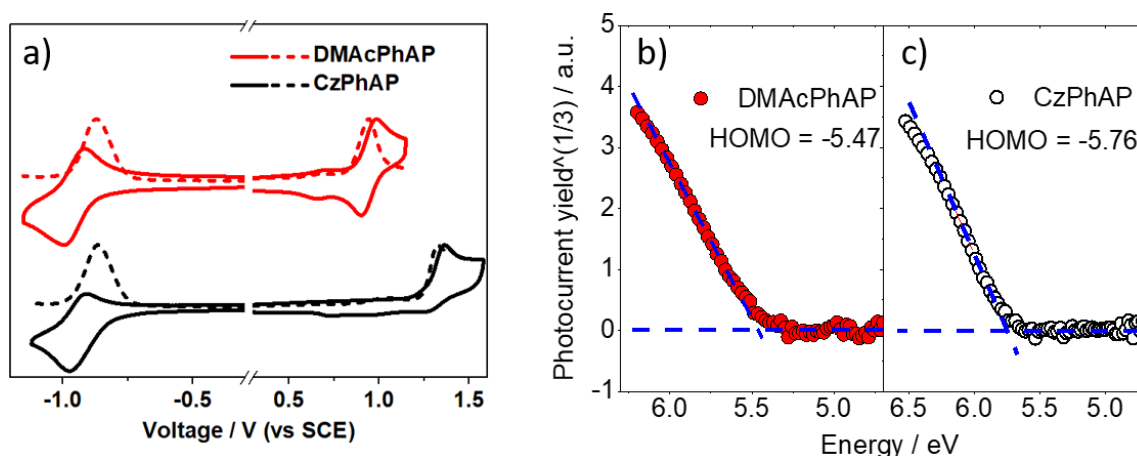 a)
DMAcPhAP
CzPhAP
-1.0
-0.5
0.5
1.0
1.5
Voltage / V (vs SCE)
Photocurrent yield^(1/3) / a.u.
5
4
3
2
1
0
-1
b)
DMAcPhAP
HOMO = -5.47
c)
CzPhAP
HOMO = -5.76
6.0
5.5
5.0
6.5
6.0
5.5
5.0
Energy / eV